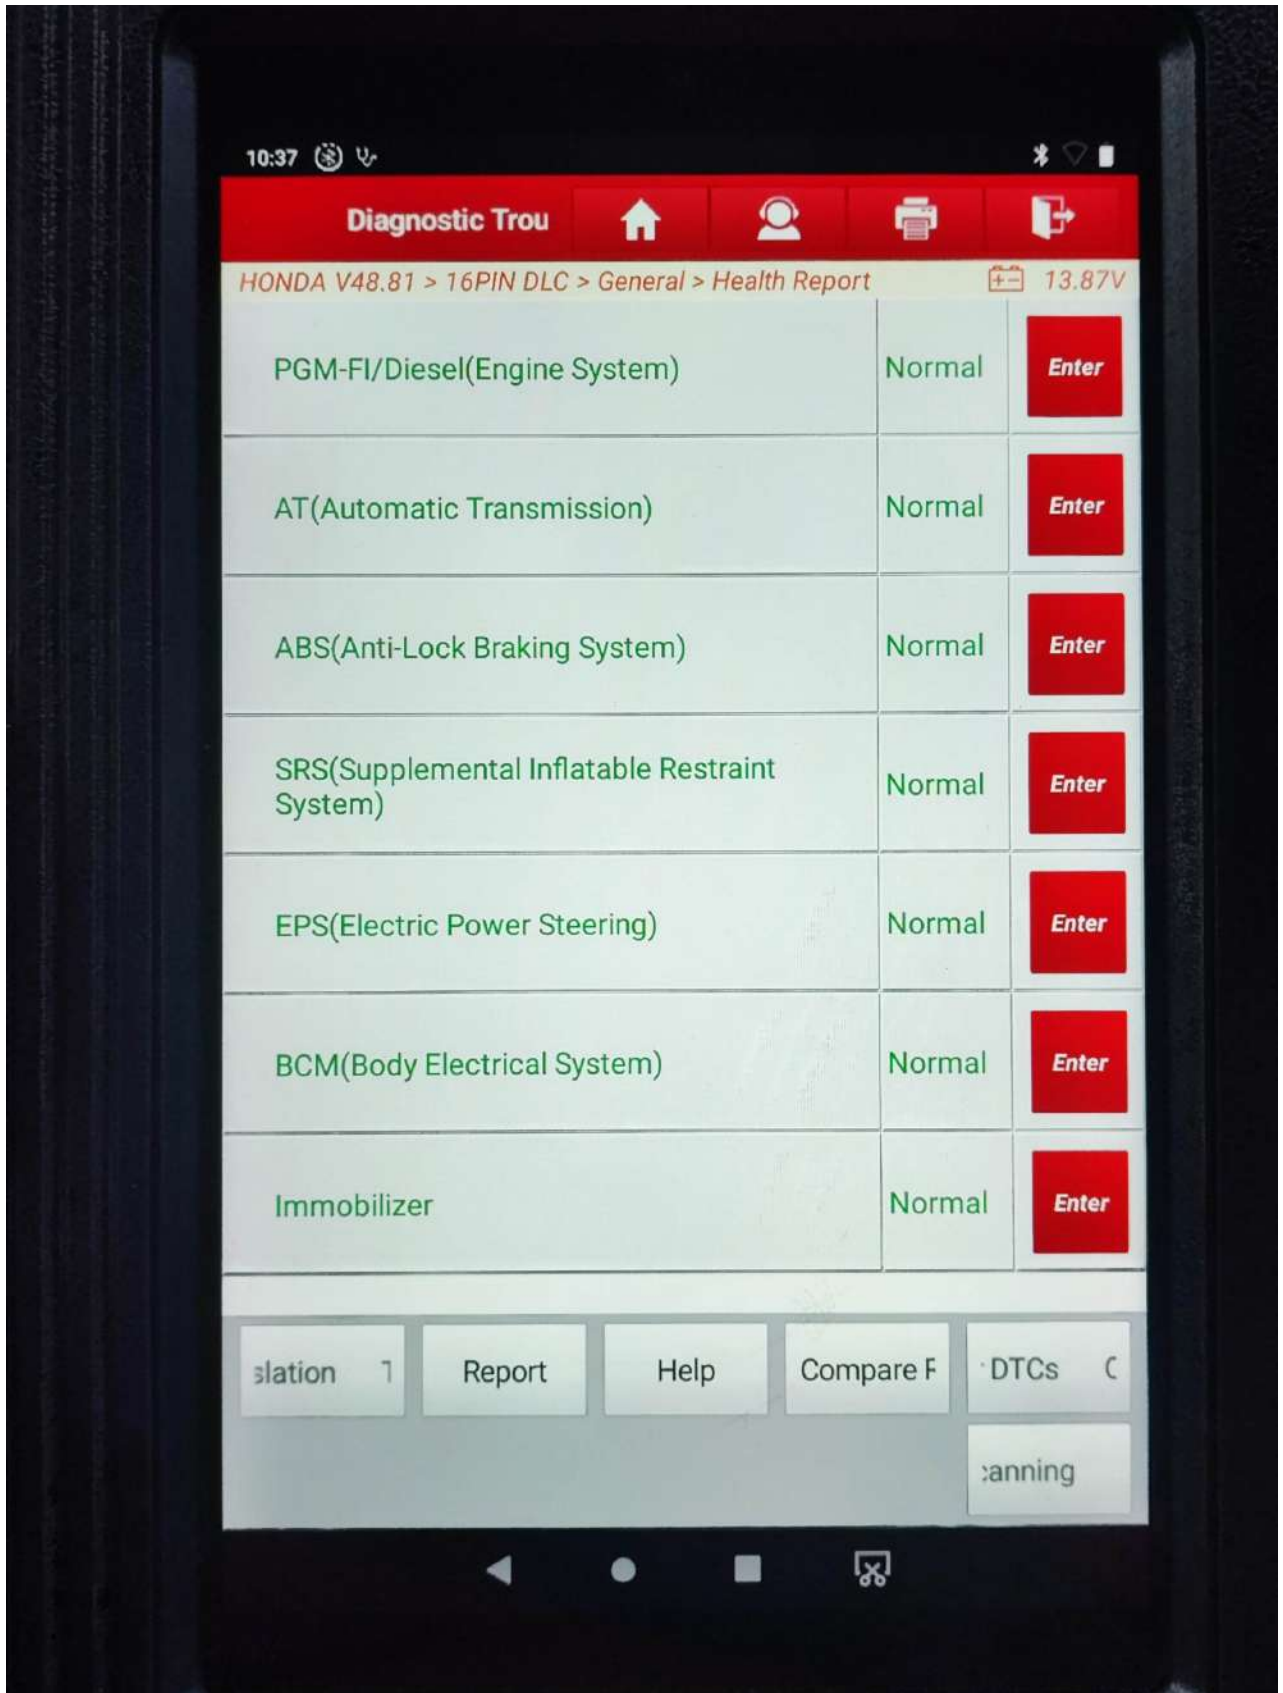 10:37
Diagnostic Trou
HONDA V48.81 > 16PIN DLC > General > Health Report 13.87V
PGM-FI/Diesel(Engine System) Normal Enter
AT(Automatic Transmission) Normal Enter
ABS(Anti-Lock Braking System) Normal Enter
SRS(Supplemental Inflatable Restraint
System) Normal Enter
EPS(Electric Power Steering) Normal Enter
BCM(Body Electrical System) Normal Enter
Immobilizer Normal Enter
slation T Report Help Compare F DTCs C
canning